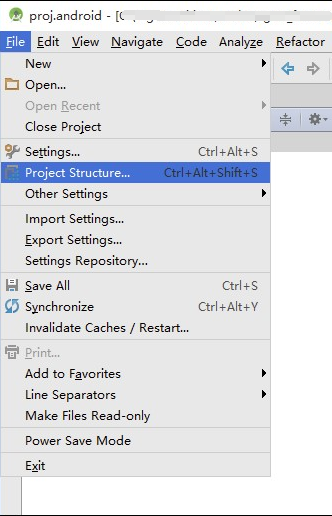 proj.android - [
File Edit View Navigate Code Analyze Refactor
New
Open...
Open Recent
Close Project
Settings... Ctrl+Alt+S
Project Structure... Ctrl+Alt+Shift+S
Other Settings
Import Settings...
Export Settings...
Settings Repository...
Save All Ctrl+S
Synchronize Ctrl+Alt+Y
Invalidate Caches / Restart...
Print...
Add to Favorites
Line Separators
Make Files Read-only
Power Save Mode
Exit